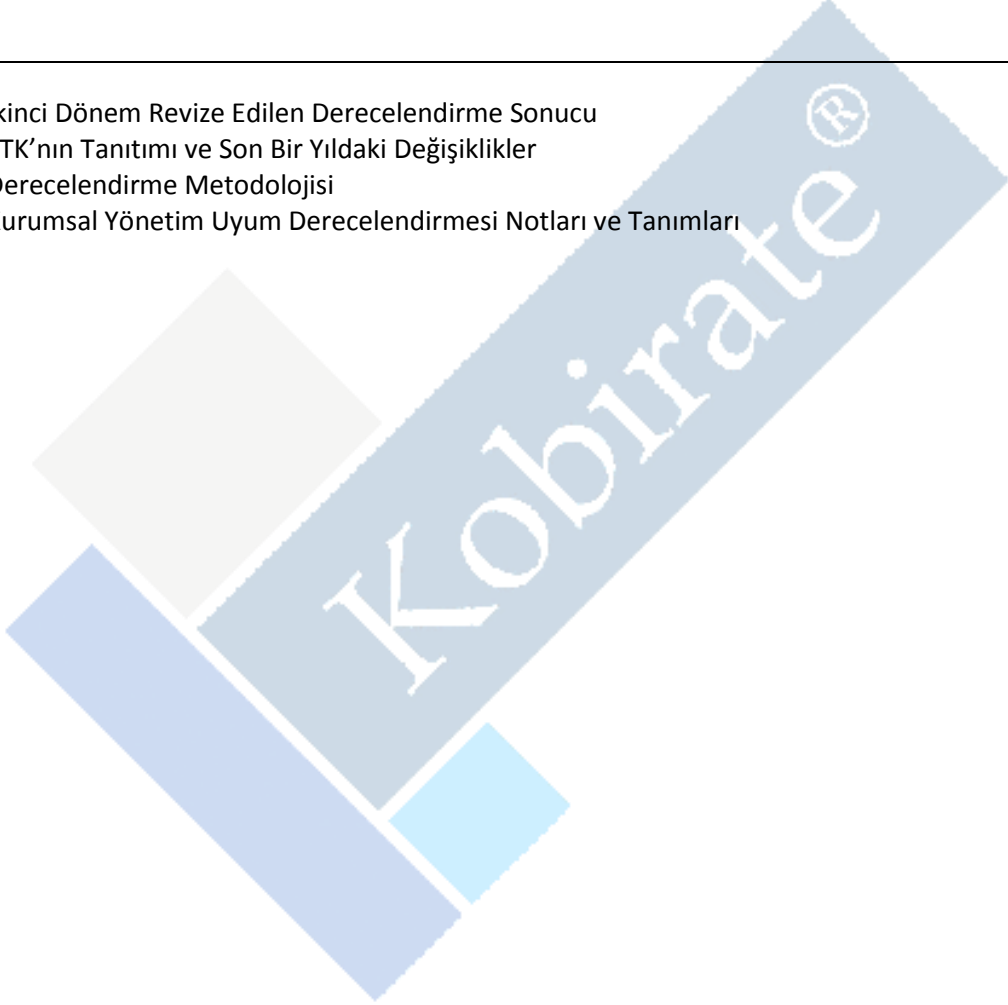 kinci Dönem Revize Edilen Derecelendirme Sonucu
TK’nın Tanıtımı ve Son Bir Yıldaki Değişiklikler
Derecelendirme Metodolojisi
urumsal Yönetim Uyum Derecelendirmesi Notları ve Tanımları
Kobirate®